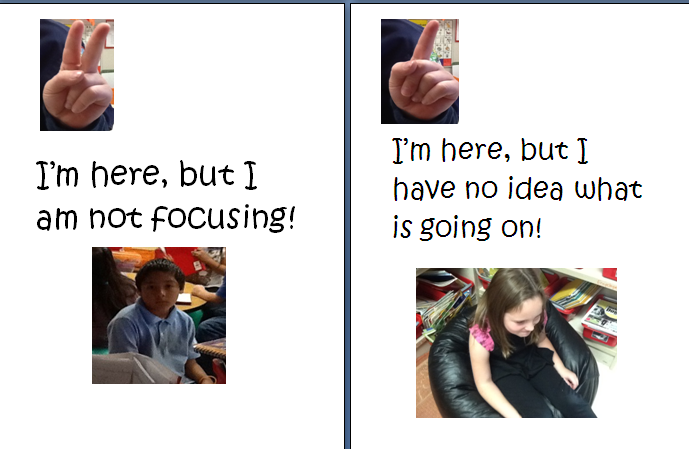 I'm here, but I
am not focusing!
I'm here, but I
have no idea what
is going on!